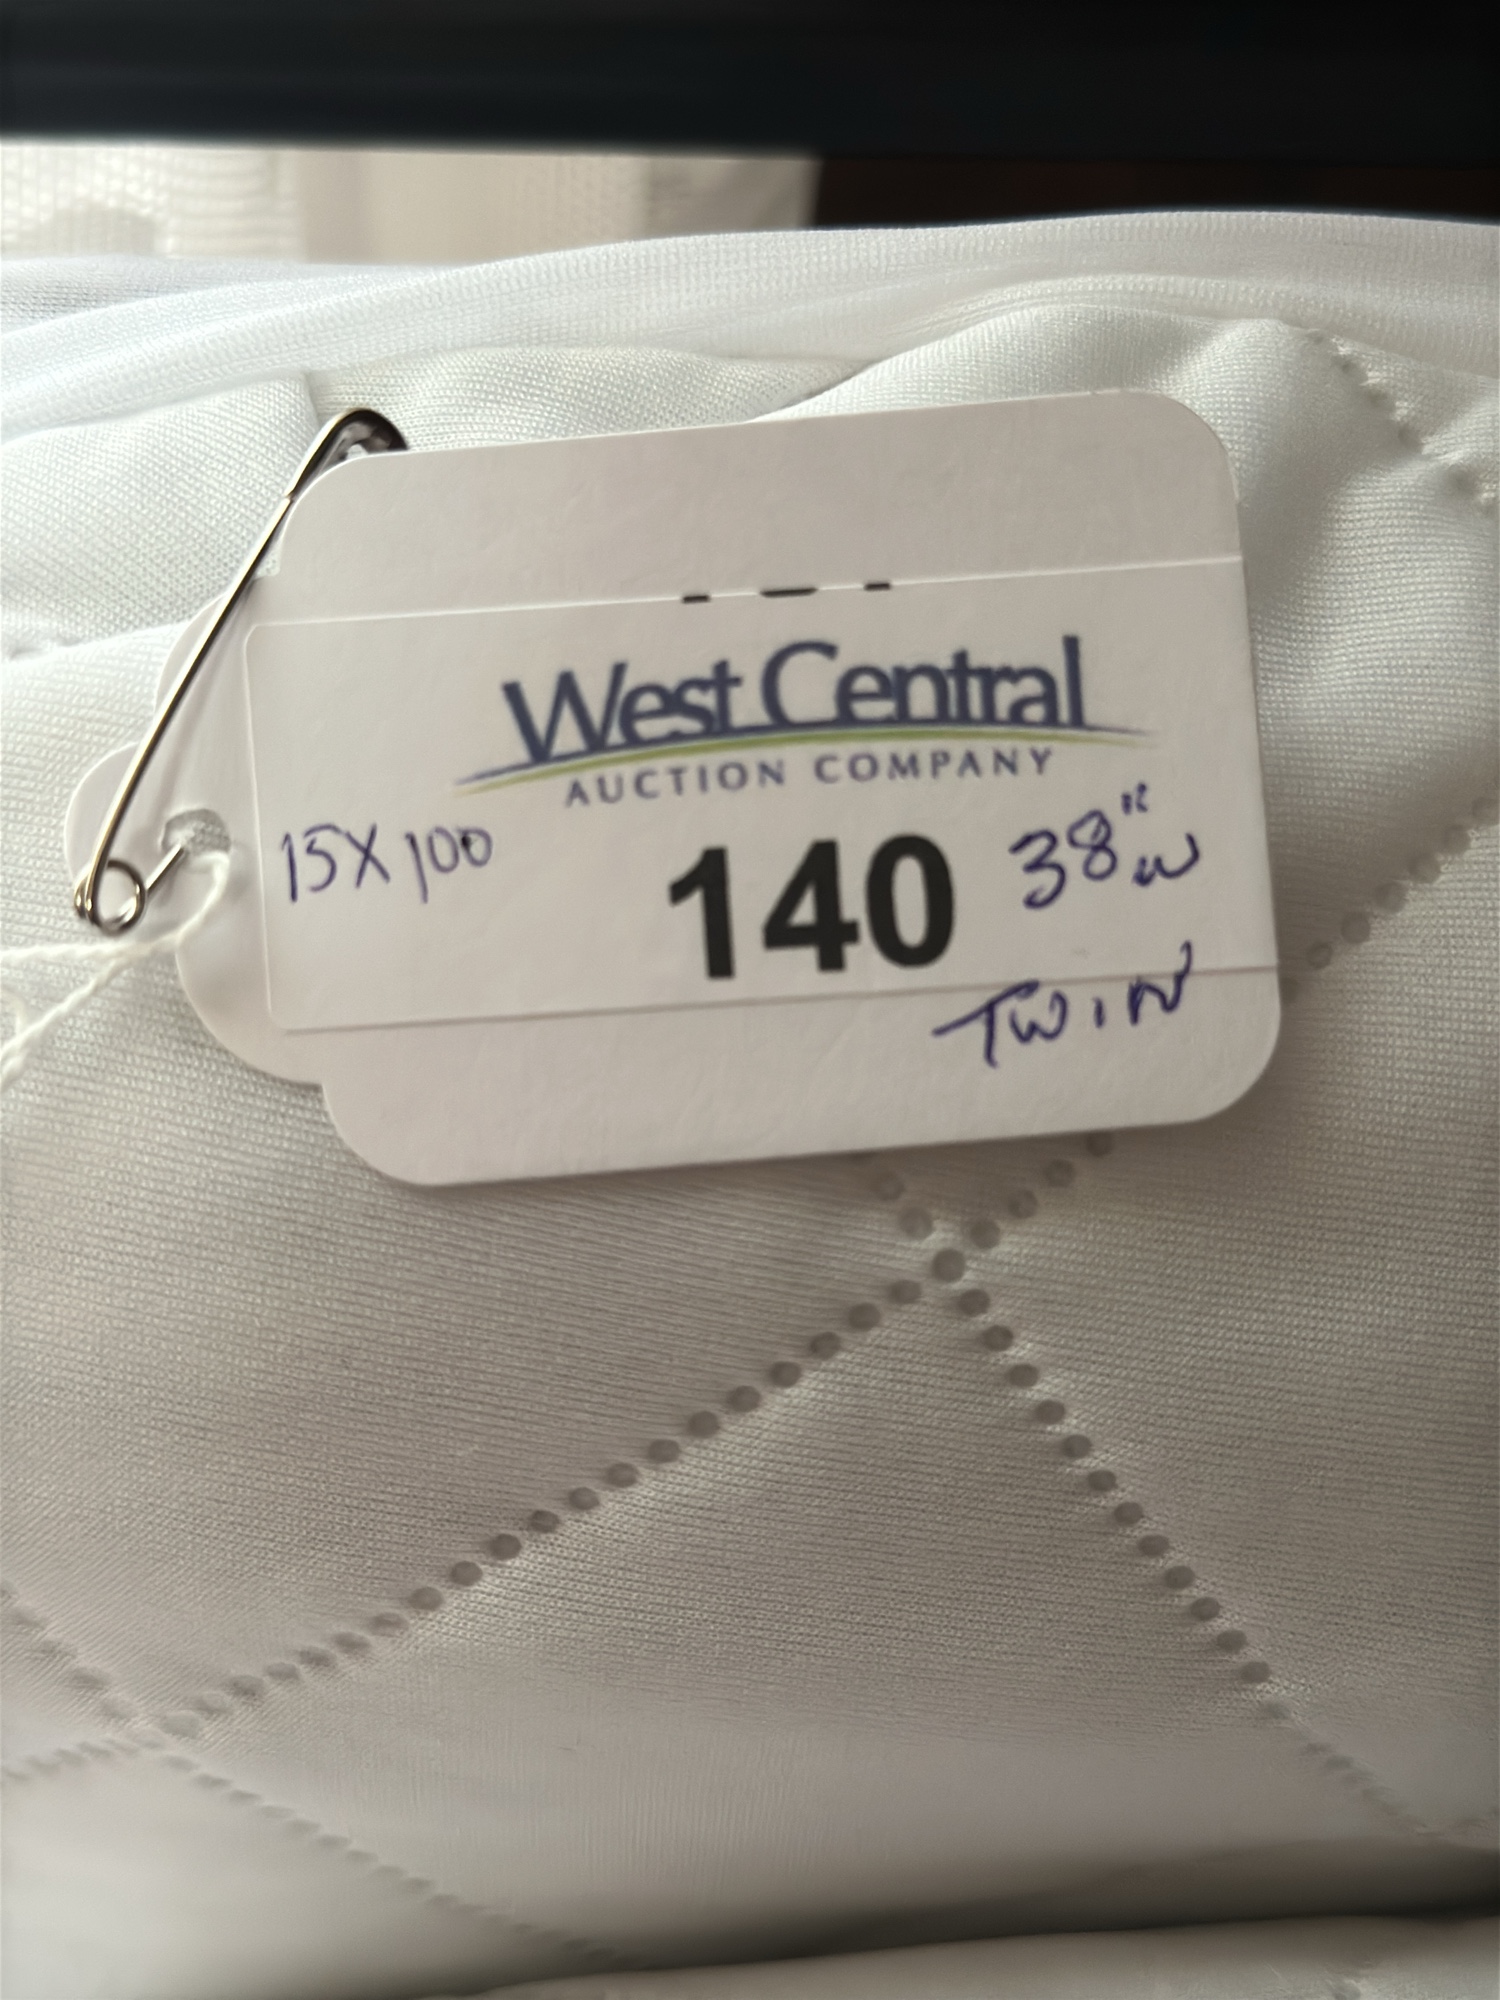 West Central
AUCTION COMPANY
15X100 140 38" W
TWIN